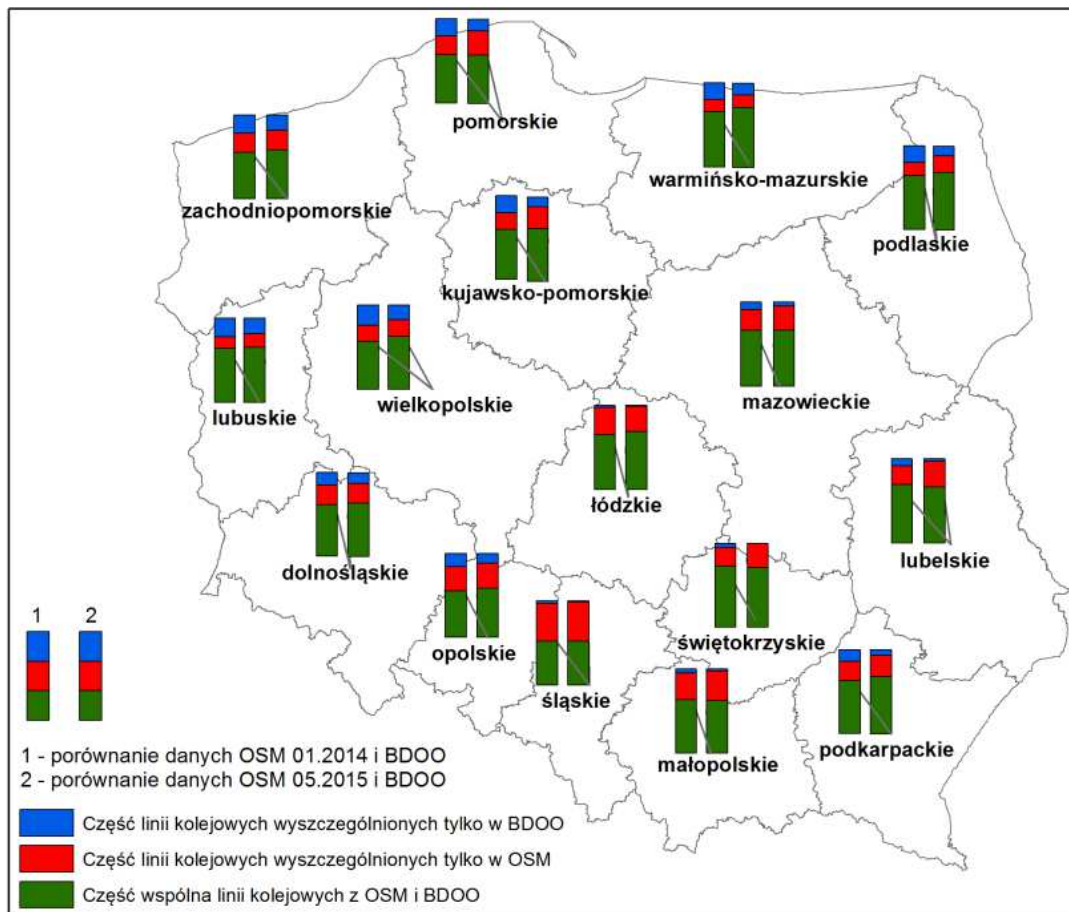 pomorskie
warmińsko-mazurskie
zachodniopomorskie
podlaskie
kujawsko-pomorskie
mazowieckie
wielkopolskie
lubuskie
łódzkie
lubelskie
dolnośląskie
świętokrzyskie
opolskie
śląskie
podkarpackie
małopolskie
1 2
1 - porównanie danych OSM 01.2014 i BDOO
2 - porównanie danych OSM 05.2015 i BDOO
Część linii kolejowych wyszczególnionych tylko w BDOO
Część linii kolejowych wyszczególnionych tylko w OSM
Część wspólna linii kolejowych z OSM i BDOO